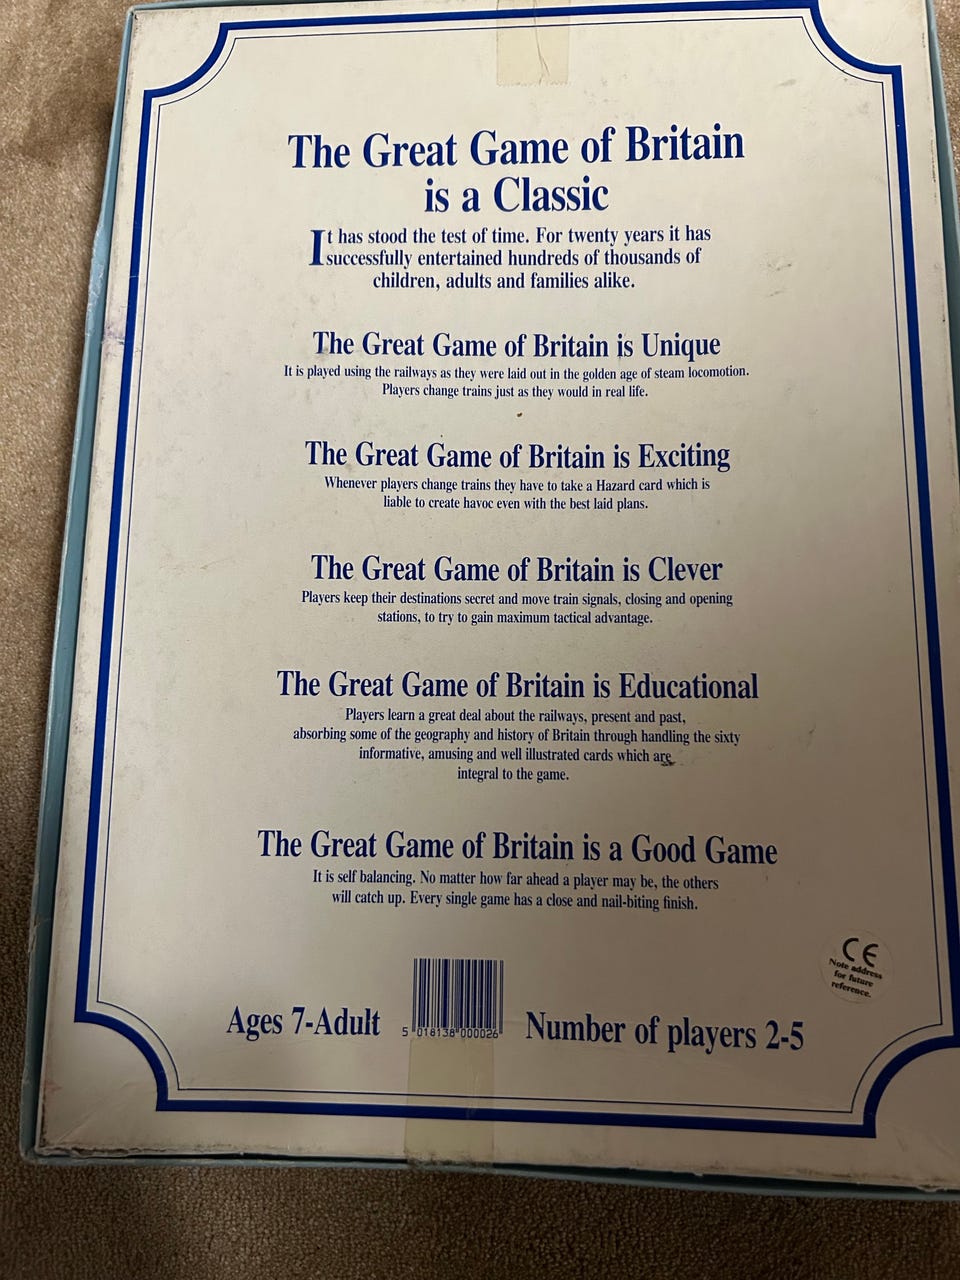 The Great Game of Britain
is a Classic
It has stood the test of time. For twenty years it has
successfully entertained hundreds of thousands of
children, adults and families alike.
The Great Game of Britain is Unique
It is played using the railways as they were laid out in the golden age of steam locomotion.
Players change trains just as they would in real life.
The Great Game of Britain is Exciting
Whenever players change trains they have to take a Hazard card which is
liable to create havoc even with the best laid plans.
The Great Game of Britain is Clever
Players keep their destinations secret and move train signals, closing and opening
stations, to try to gain maximum tactical advantage.
The Great Game of Britain is Educational
Players learn a great deal about the railways, present and past,
absorbing some of the geography and history of Britain through handling the sixty
informative, amusing and well illustrated cards which are
integral to the game.
The Great Game of Britain is a Good Game
It is self balancing. No matter how far ahead a player may be, the others
will catch up. Every single game has a close and nail-biting finish.
CE
Note address
for future
reference.
Ages 7-Adult
5 018138 000026
Number of players 2-5